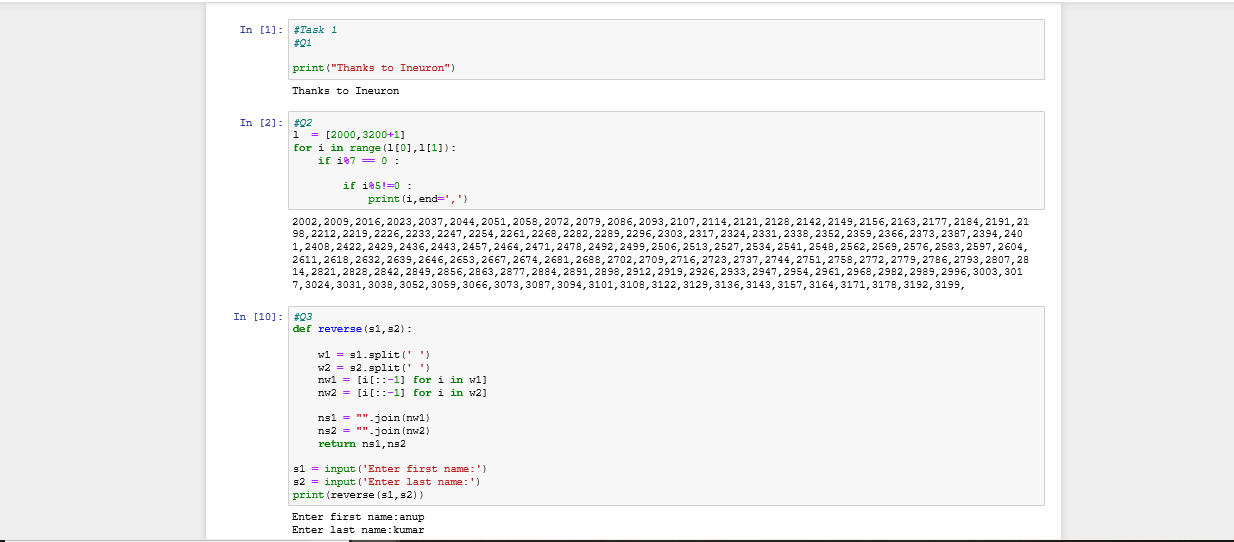 In [1]: #Task 1
#Q1
print("Thanks to Ineuron")
Thanks to Ineuron
In [2]: #Q2
l  = [2000,3200+1]
for i in range(l[0],l[1]):
    if i%7 == 0 :
        if i%5!=0 :
            print(i,end=',')
2002,2009,2016,2023,2037,2044,2051,2058,2072,2079,2086,2093,2107,2114,2121,2128,2142,2149,2156,2163,2177,2184,2191,21
98,2212,2219,2226,2233,2247,2254,2261,2268,2282,2289,2296,2303,2317,2324,2331,2338,2352,2359,2366,2373,2387,2394,240
1,2408,2422,2429,2436,2443,2457,2464,2471,2478,2492,2499,2506,2513,2527,2534,2541,2548,2562,2569,2576,2583,2597,2604,
2611,2618,2632,2639,2646,2653,2667,2674,2681,2688,2702,2709,2716,2723,2737,2744,2751,2758,2772,2779,2786,2793,2807,28
14,2821,2828,2842,2849,2856,2863,2877,2884,2891,2898,2912,2919,2926,2933,2947,2954,2961,2968,2982,2989,2996,3003,301
7,3024,3031,3038,3052,3059,3066,3073,3087,3094,3101,3108,3122,3129,3136,3143,3157,3164,3171,3178,3192,3199,
In [10]: #Q3
def reverse(s1,s2):
    w1 = s1.split(' ')
    w2 = s2.split(' ')
    nw1 = [i[::-1] for i in w1]
    nw2 = [i[::-1] for i in w2]
    ns1 = "".join(nw1)
    ns2 = "".join(nw2)
    return ns1,ns2
s1 = input('Enter first name:')
s2 = input('Enter last name:')
print(reverse(s1,s2))
Enter first name:anup
Enter last name:kumar